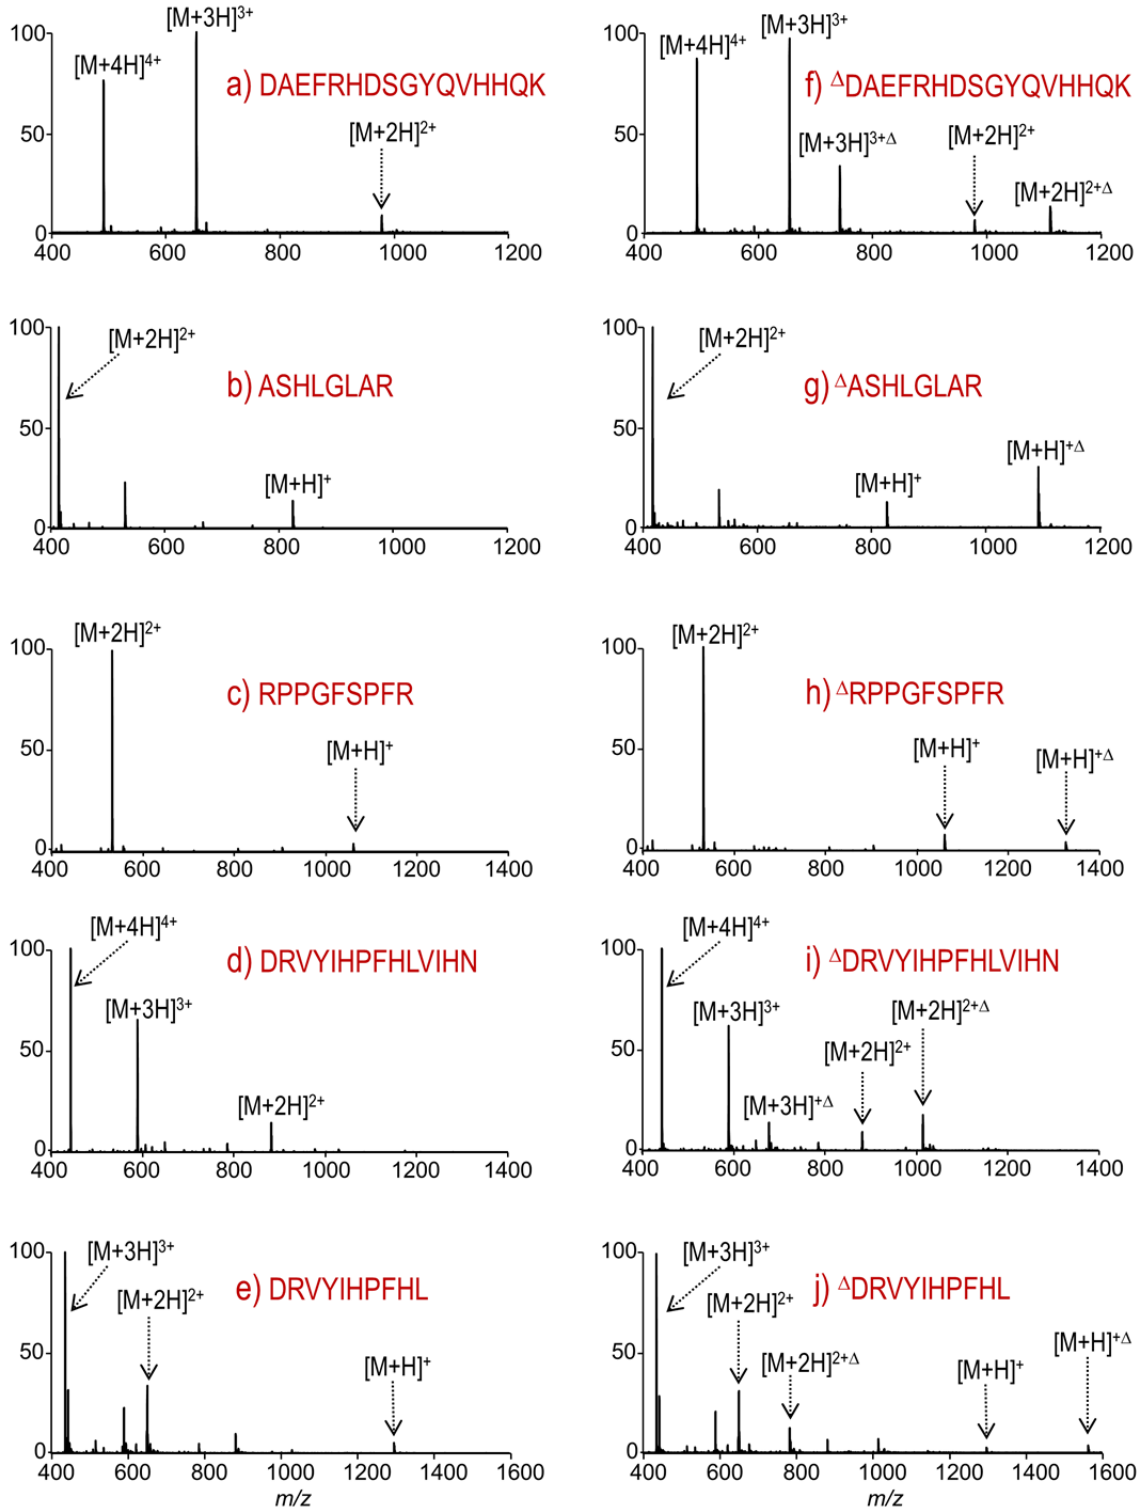 [M+3H]³⁺
[M+4H]⁴⁺
a) DAEFRHDSGYQVHHQK
[M+2H]²⁺
100
50
0
400 600 800 1000 1200
[M+3H]³⁺
[M+4H]⁴⁺
f) ᐞDAEFRHDSGYQVHHQK
[M+3H]³⁺ᐞ
[M+2H]²⁺
[M+2H]²⁺ᐞ
100
50
0
400 600 800 1000 1200
[M+2H]²⁺
b) ASHLGLAR
[M+H]⁺
100
50
0
400 600 800 1000 1200
[M+2H]²⁺
g) ᐞASHLGLAR
[M+H]⁺
[M+H]⁺ᐞ
100
50
0
400 600 800 1000 1200
[M+2H]²⁺
c) RPPGFSPFR
[M+H]⁺
100
50
0
400 600 800 1000 1200 1400
[M+2H]²⁺
h) ᐞRPPGFSPFR
[M+H]⁺
[M+H]⁺ᐞ
100
50
0
400 600 800 1000 1200 1400
[M+4H]⁴⁺
d) DRVYIHPFHLVIHN
[M+3H]³⁺
[M+2H]²⁺
100
50
0
400 600 800 1000 1200 1400
[M+4H]⁴⁺
i) ᐞDRVYIHPFHLVIHN
[M+3H]³⁺
[M+2H]²⁺ᐞ
[M+2H]²⁺
[M+3H]⁺ᐞ
100
50
0
400 600 800 1000 1200 1400
[M+3H]³⁺
[M+2H]²⁺
e) DRVYIHPFHL
[M+H]⁺
100
50
0
400 600 800 1000 1200 1400 1600
m/z
[M+3H]³⁺
[M+2H]²⁺
j) ᐞDRVYIHPFHL
[M+2H]²⁺ᐞ
[M+H]⁺
[M+H]⁺ᐞ
100
50
0
400 600 800 1000 1200 1400 1600
m/z